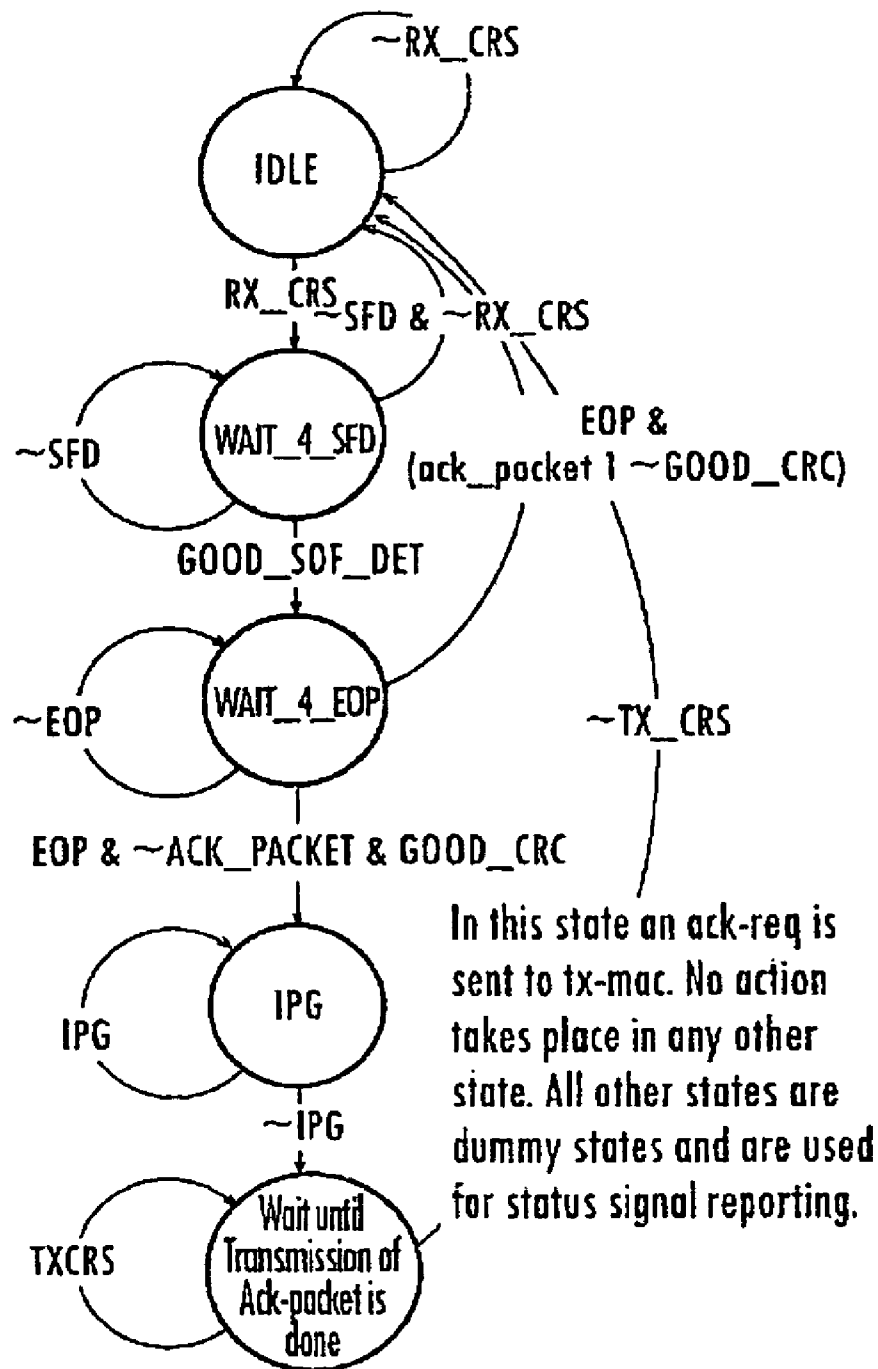 ~RX_CRS
IDLE
RX_CRS
~SFD & ~RX_CRS
WAIT_4_SFD
~SFD
EOP &
(ack_packet 1 ~GOOD_CRC)
GOOD_SOF_DET
WAIT_4_EOP
~EOP
~TX_CRS
EOP & ~ACK_PACKET & GOOD_CRC
In this state an ack-req is
sent to tx-mac. No action
takes place in any other
state. All other states are
dummy states and are used
for status signal reporting.
IPG
IPG
~IPG
Wait until
Transmission of
Ack-packet is
done
TXCRS